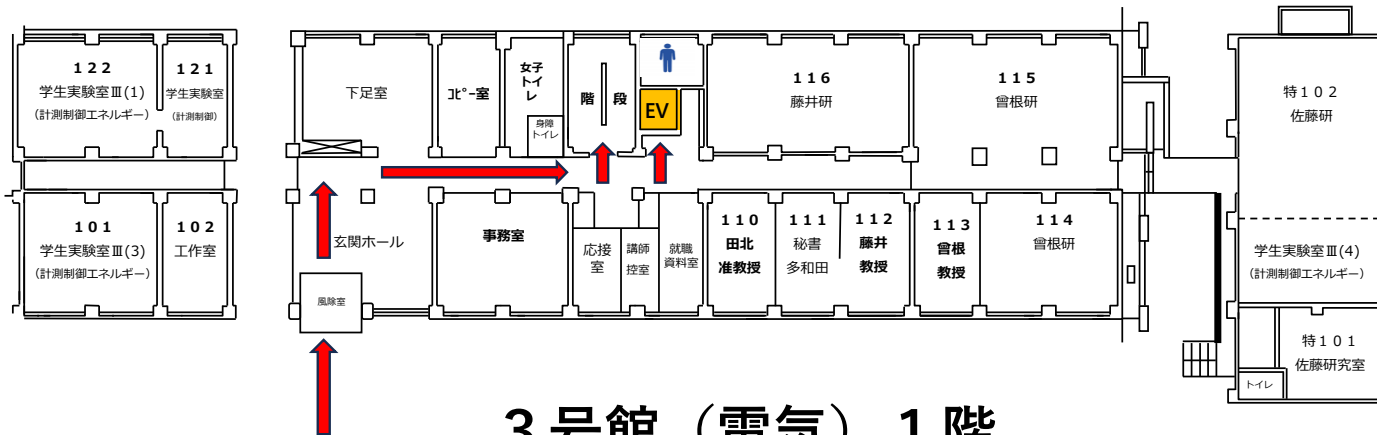 122
学生実験室Ⅲ(1)
(計測制御エネルギー)
121
学生実験室
(計測制御)
下足室
ｺﾋﾟｰ室
女子
トイ
レ
身障
トイレ
階 段
EV
116
藤井研
115
曾根研
特102
佐藤研
101
学生実験室Ⅲ(3)
(計測制御エネルギー)
102
工作室
玄関ホール
風除室
事務室
応接
室
講師
控室
就職
資料室
110
田北
准教授
111
秘書
多和田
112
藤井
教授
113
曾根
教授
114
曾根研
学生実験室Ⅲ(4)
(計測制御エネルギー)
特101
佐藤研究室
トイレ
３号館（電気）１階